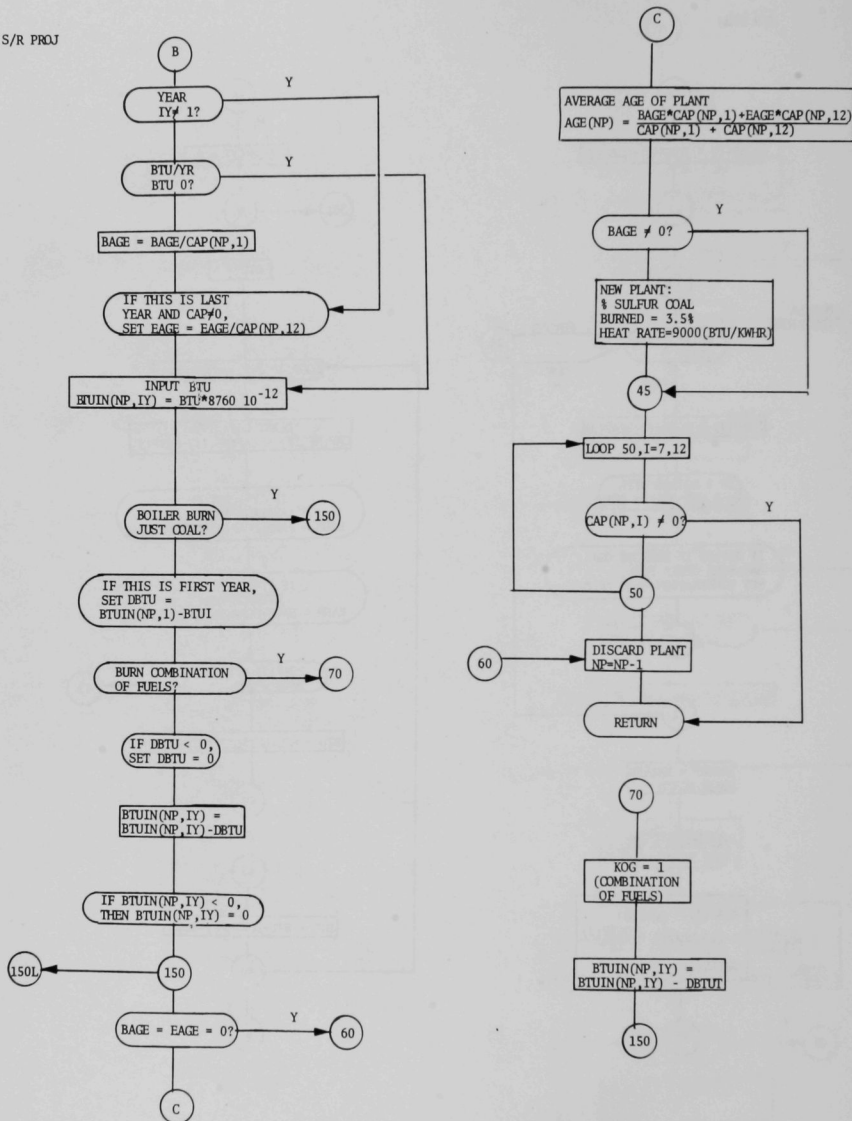 S/R PROJ
B
YEAR
IY≠ 1?
Y
BTU/YR
BTU 0?
Y
BAGE = BAGE/CAP(NP,1)
IF THIS IS LAST
YEAR AND CAP≠0,
SET EAGE = EAGE/CAP(NP,12)
INPUT BTU
BTUIN(NP,IY) = BTU*8760 10^-12
BOILER BURN
JUST COAL?
Y
150
IF THIS IS FIRST YEAR,
SET DBTU =
BTUIN(NP,1)-BTUI
BURN COMBINATION
OF FUELS?
Y
70
IF DBTU < 0,
SET DBTU = 0
BTUIN(NP,IY) =
BTUIN(NP,IY)-DBTU
IF BTUIN(NP,IY) < 0,
THEN BTUIN(NP,IY) = 0
150L
150
BAGE = EAGE = 0?
Y
60
C
C
AVERAGE AGE OF PLANT
AGE(NP) = BAGE*CAP(NP,1)+EAGE*CAP(NP,12)
CAP(NP,1) + CAP(NP,12)
BAGE ≠ 0?
Y
NEW PLANT:
% SULFUR COAL
BURNED = 3.5%
HEAT RATE=9000(BTU/KWHR)
45
LOOP 50,I=7,12
CAP(NP,I) ≠ 0?
Y
50
60
DISCARD PLANT
NP=NP-1
RETURN
70
KOG = 1
(COMBINATION
OF FUELS)
BTUIN(NP,IY) =
BTUIN(NP,IY) - DBTUT
150